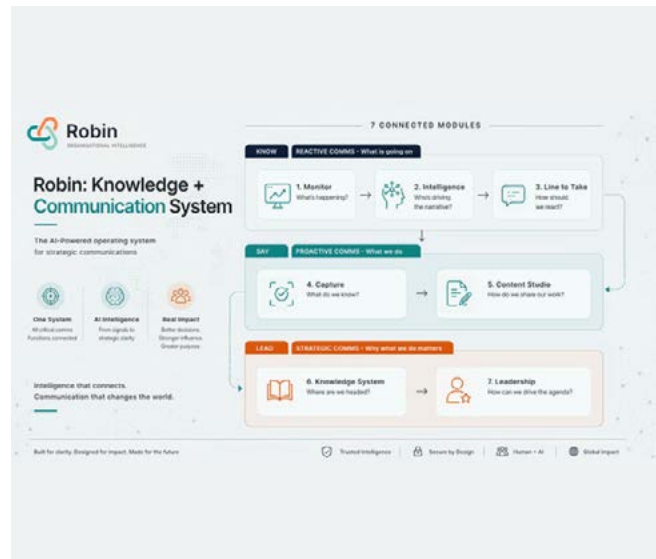 Robin
ORGANISATIONAL INTELLIGENCE
Robin: Knowledge +
Communication System
The AI-Powered operating system
for strategic communications
One System
All critical comms
Functions connected
AI Intelligence
From signals to
strategic clarity
Real Impact
Better decisions.
Stronger influence.
Greater purpose.
Intelligence that connects.
Communication that changes the world.
7 CONNECTED MODULES
KNOW
REACTIVE COMMS - What is going on
1. Monitor
What's happening?
2. Intelligence
Who's driving
the narrative?
3. Line to Take
How should
we react?
SAY
PROACTIVE COMMS - What we do
4. Capture
What do we know?
5. Content Studio
How do we share our work?
LEAD
STRATEGIC COMMS - Why what we do matters
6. Knowledge System
Where are we headed?
7. Leadership
How can we drive the agenda?
Built for clarity. Designed for impact. Made for the future
Trusted Intelligence
Secure by Design
Human + AI
Global Impact